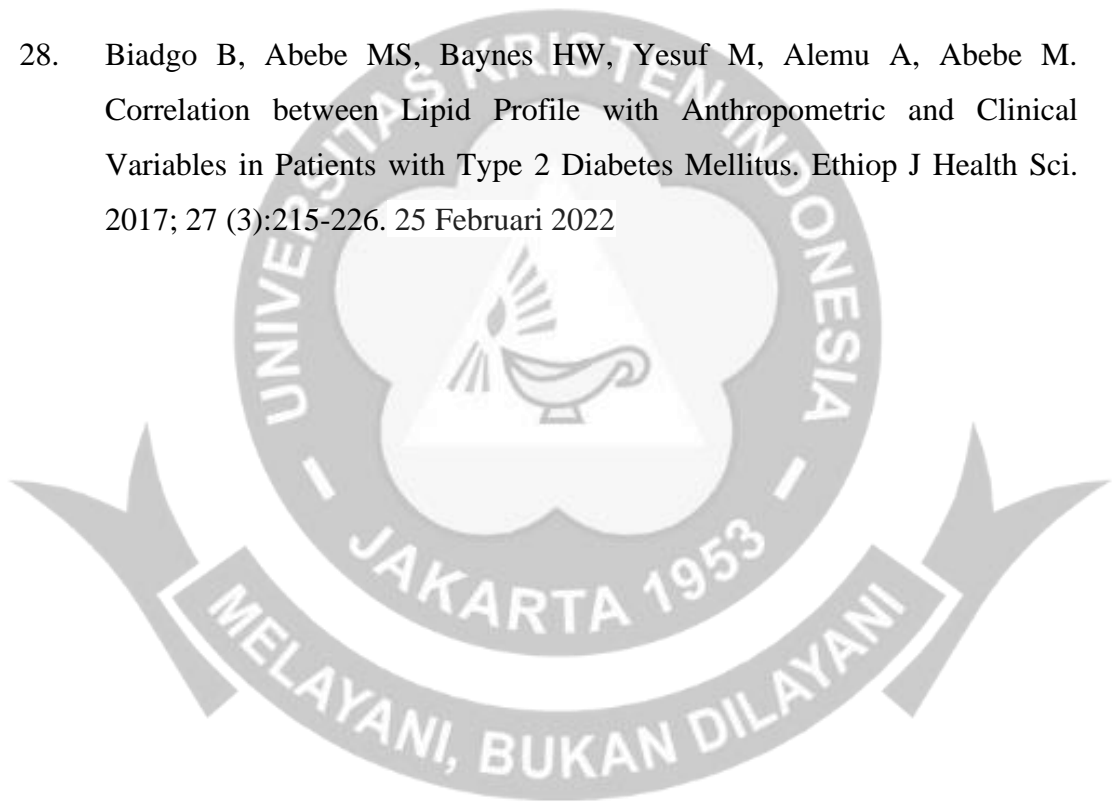 28. Biadgo B, Abebe MS, Baynes HW, Yesuf M, Alemu A, Abebe M.
Correlation between Lipid Profile with Anthropometric and Clinical
Variables in Patients with Type 2 Diabetes Mellitus. Ethiop J Health Sci.
2017; 27 (3):215-226. 25 Februari 2022
UNIVERSITAS KRISTEN INDONESIA
- JAKARTA 1953 -
MELAYANI, BUKAN DILAYANI